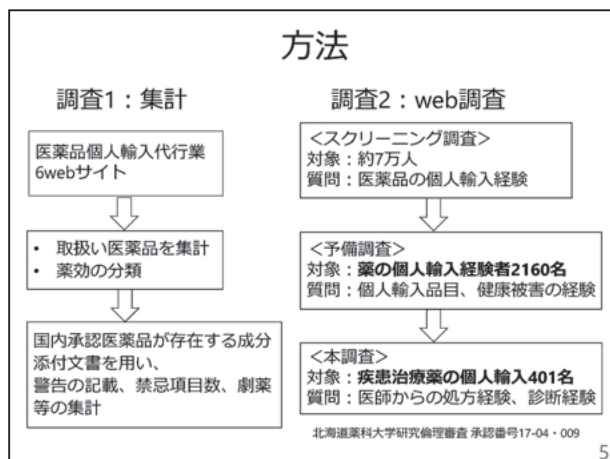 方法
調査1：集計
医薬品個人輸入代行業
6webサイト
• 取扱い医薬品を集計
• 薬効の分類
国内承認医薬品が存在する成分
添付文書を用い、
警告の記載、禁忌項目数、劇薬
等の集計
調査2：web調査
＜スクリーニング調査＞
対象：約7万人
質問：医薬品の個人輸入経験
＜予備調査＞
対象：薬の個人輸入経験者2160名
質問：個人輸入品目、健康被害の経験
＜本調査＞
対象：疾患治療薬の個人輸入401名
質問：医師からの処方経験、診断経験
北海道薬科大学研究倫理審査 承認番号17-04・009
5